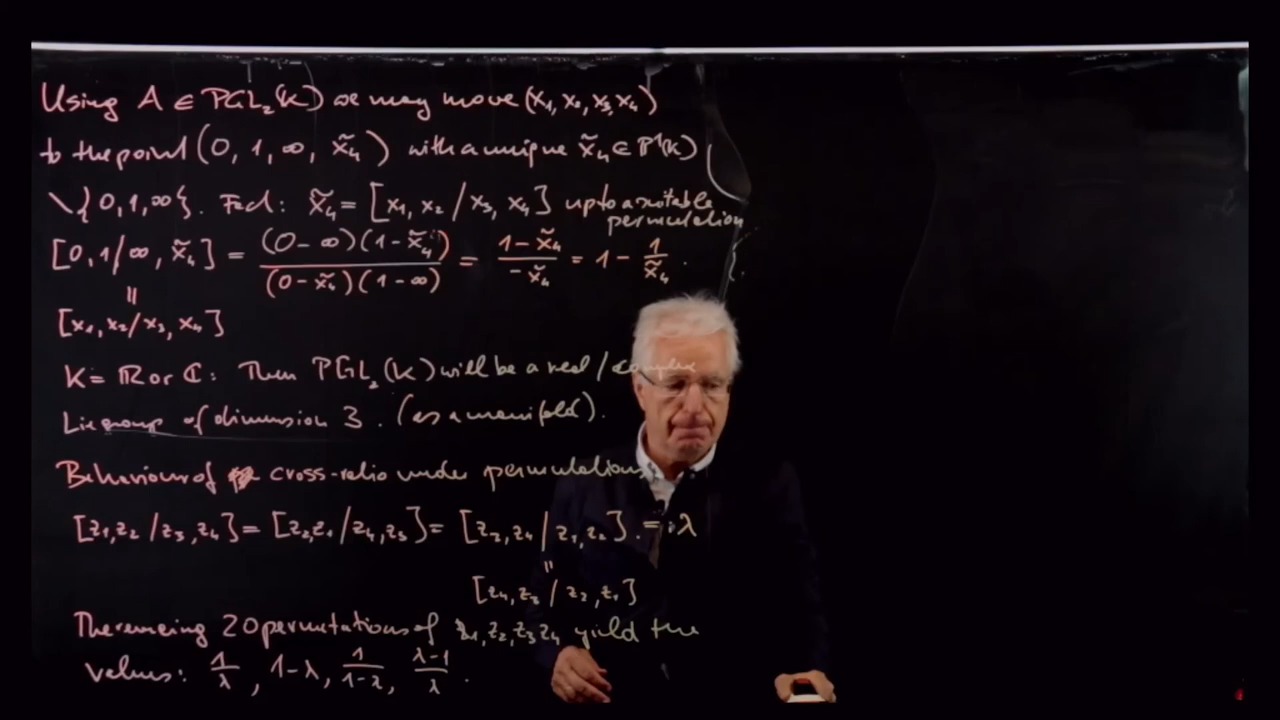 Using A ∈ PGL₂(K) we may move (x₁, x₂, x₃, x₄)
to the point (0, 1, ∞, x̃₄) with a unique x̃₄ ∈ P¹(K)
\{0,1,∞}. Fact: x̃₄ = [x₁, x₂ / x₃, x₄] up to a suitable
permutation
[0,1/∞, x̃₄] = (0-∞)(1-x̃₄) / (0-x̃₄)(1-∞) = 1-x̃₄ / -x̃₄ = 1 - 1/x̃₄ .
=
[x₁, x₂ / x₃, x₄]
K = ℝ or ℂ: Then PGL₂(K) will be a real / complex
Lie group of dimension 3. (as a manifold).
Behaviour of cross-ratio under permutations
[z₁,z₂ / z₃,z₄] = [z₂,z₁ / z₄,z₃] = [z₃,z₄ / z₁,z₂] . = λ
=
[z₄,z₃ / z₂,z₁]
The remaing 20 permutations of z₁,z₂,z₃ z₄ yield the
values: 1/λ , 1-λ, 1/1-λ, λ-1/λ .